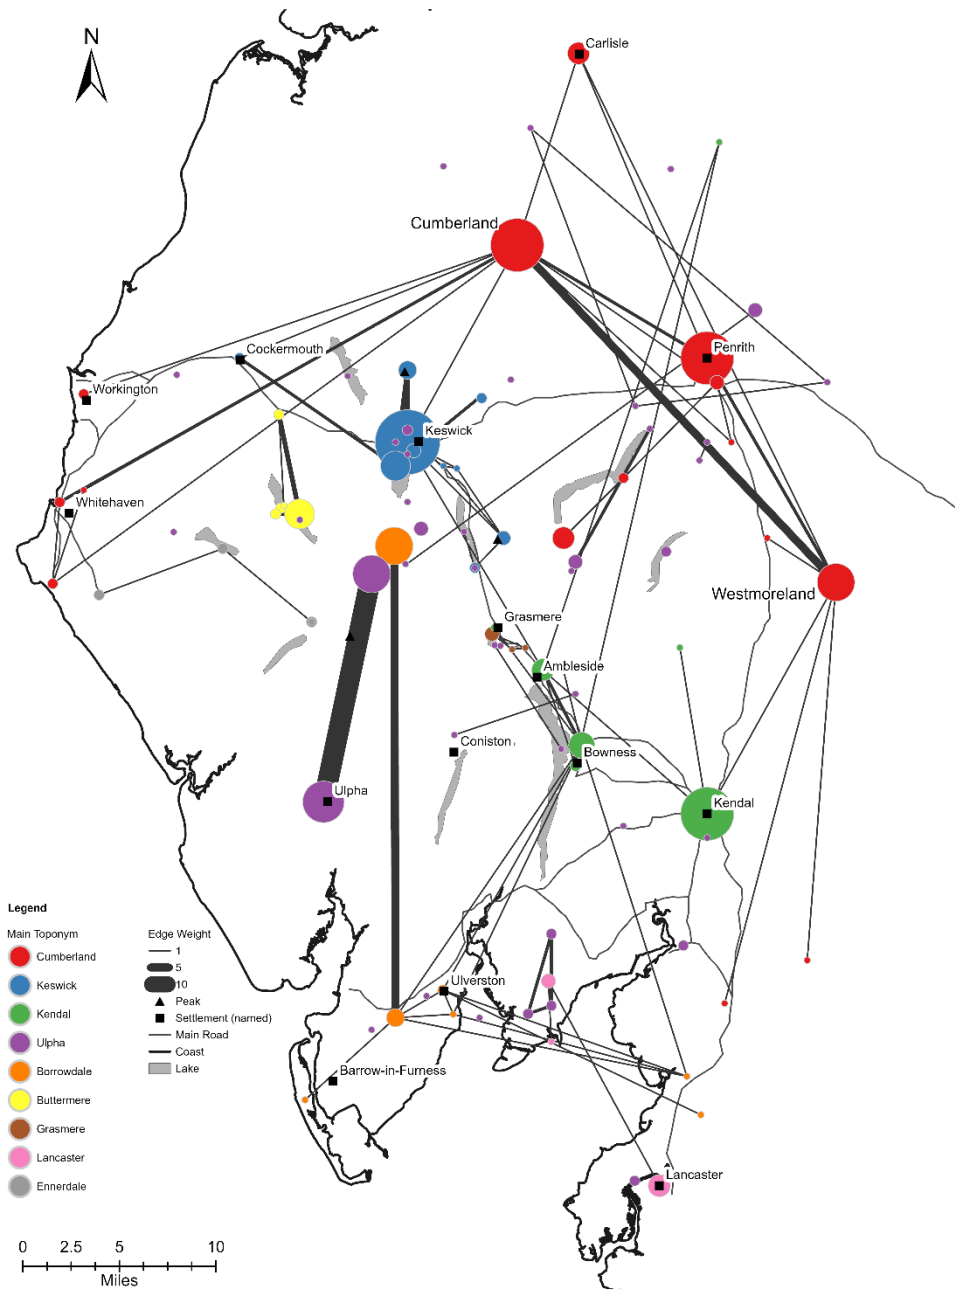 N
Carlisle
Cumberland
Penrith
Cockermouth
Workington
Keswick
Whitehaven
Westmoreland
Grasmere
Ambleside
Coniston
Bowness
Ulpha
Kendal
Legend
Main Toponym
Cumberland
Keswick
Kendal
Ulpha
Borrowdale
Buttermere
Grasmere
Lancaster
Ennerdale
Edge Weight
1
5
10
Peak
Settlement (named)
Main Road
Coast
Lake
Ulverston
Barrow-in-Furness
Lancaster
0 2.5 5 10
Miles